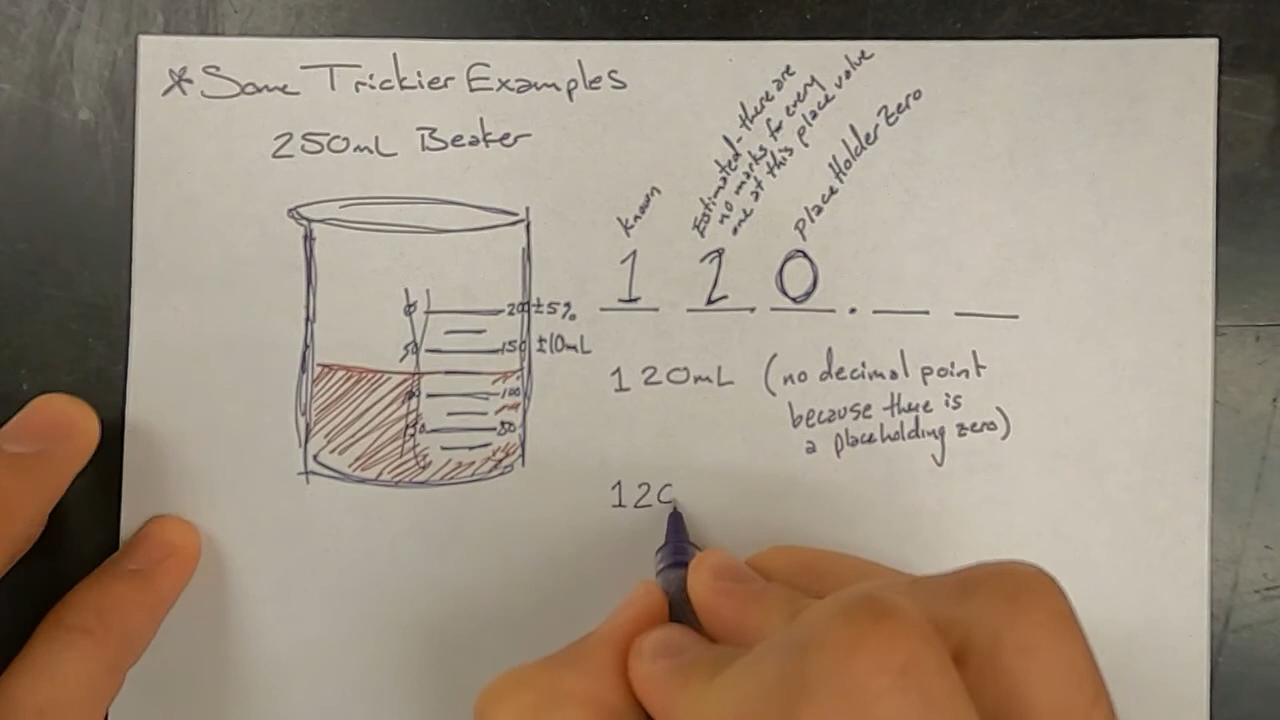 *Some Trickier Examples
250mL Beaker
Known
Estimated - there are
no marks for every
one at this place value
Place Holder Zero
1 2 0 .
200 ±5%
50 150 ±10mL
100
50
120mL (no decimal point
because there is
a placeholding zero)
12